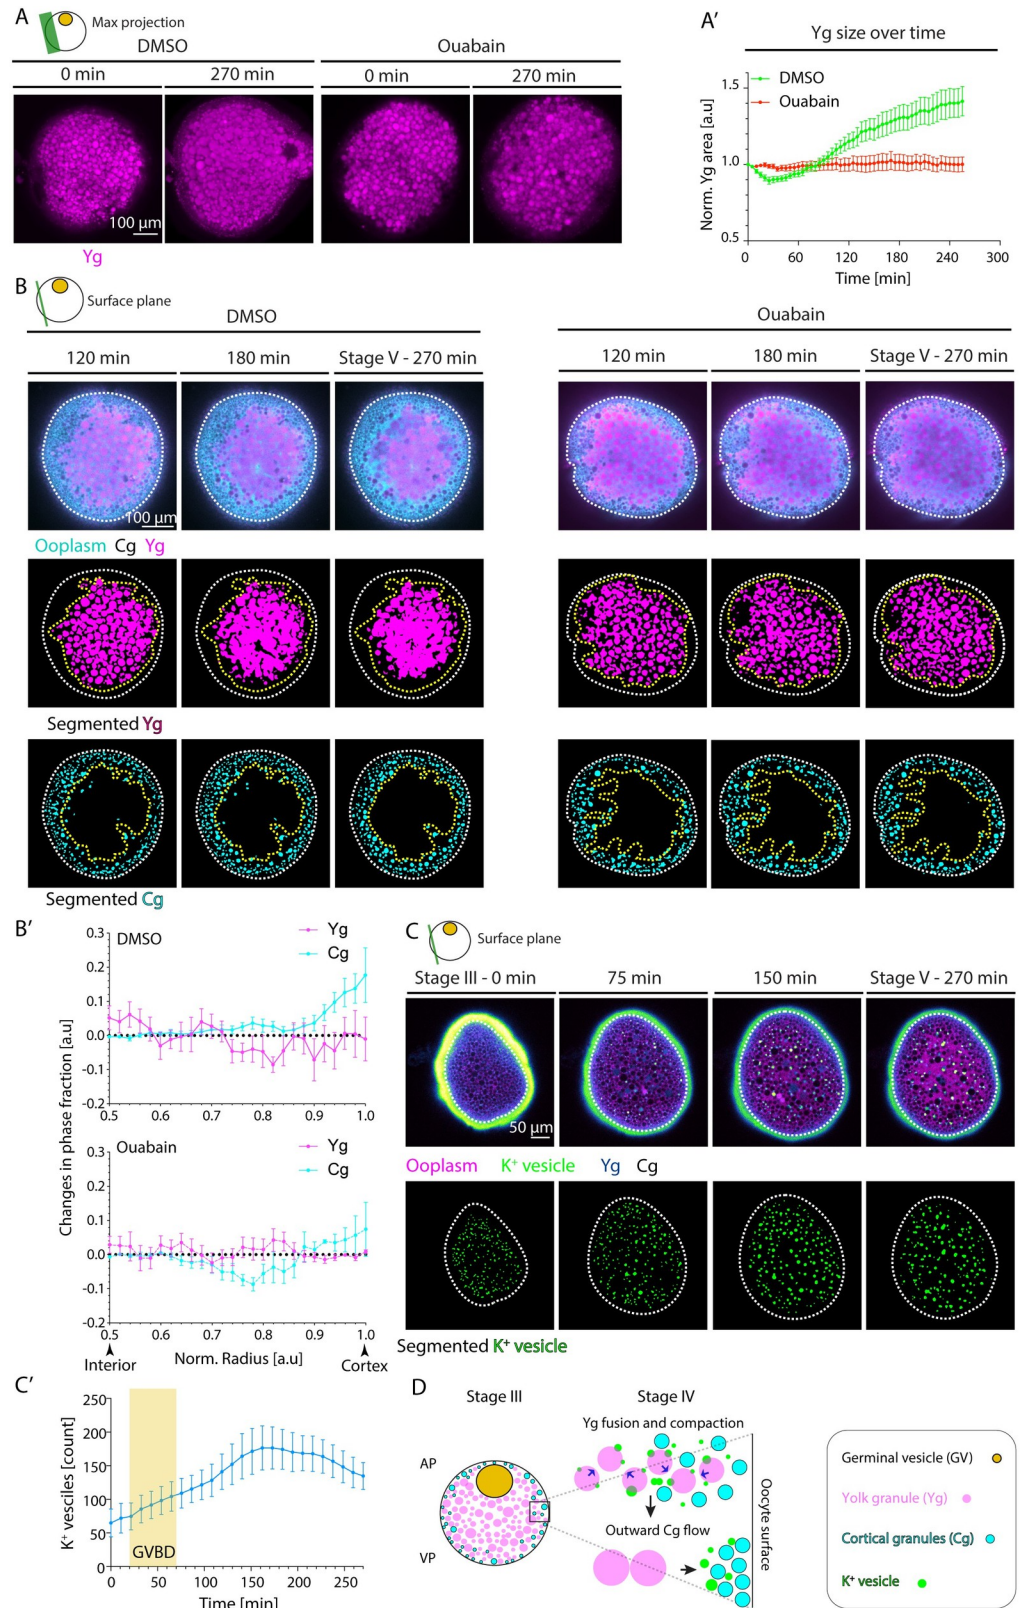 A
Max projection
DMSO
Ouabain
0 min
270 min
0 min
270 min
100 µm
Yg
A’
Yg size over time
DMSO
Ouabain
Norm. Yg area [a.u]
1.5
1.0
0.5
0
60
120
180
240
300
Time [min]
B
Surface plane
DMSO
Ouabain
120 min
180 min
Stage V - 270 min
120 min
180 min
Stage V - 270 min
100 µm
Ooplasm Cg Yg
Segmented Yg
Segmented Cg
B’
DMSO
Yg
Cg
0.3
0.2
0.1
0.0
-0.1
-0.2
0.5
0.6
0.7
0.8
0.9
1.0
Changes in phase fraction [a.u]
Ouabain
Yg
Cg
0.3
0.2
0.1
0.0
-0.1
-0.2
0.5
0.6
0.7
0.8
0.9
1.0
Interior
Norm. Radius [a.u]
Cortex
C
Surface plane
Stage III - 0 min
75 min
150 min
Stage V - 270 min
50 µm
Ooplasm K⁺ vesicle Yg Cg
Segmented K⁺ vesicle
C’
K⁺ vesciles [count]
250
200
150
100
50
0
GVBD
0
50
100
150
200
250
Time [min]
D
Stage III
Stage IV
Yg fusion and compaction
AP
VP
Outward Cg flow
Oocyte surface
Germinal vesicle (GV)
Yolk granule (Yg)
Cortical granules (Cg)
K⁺ vesicle